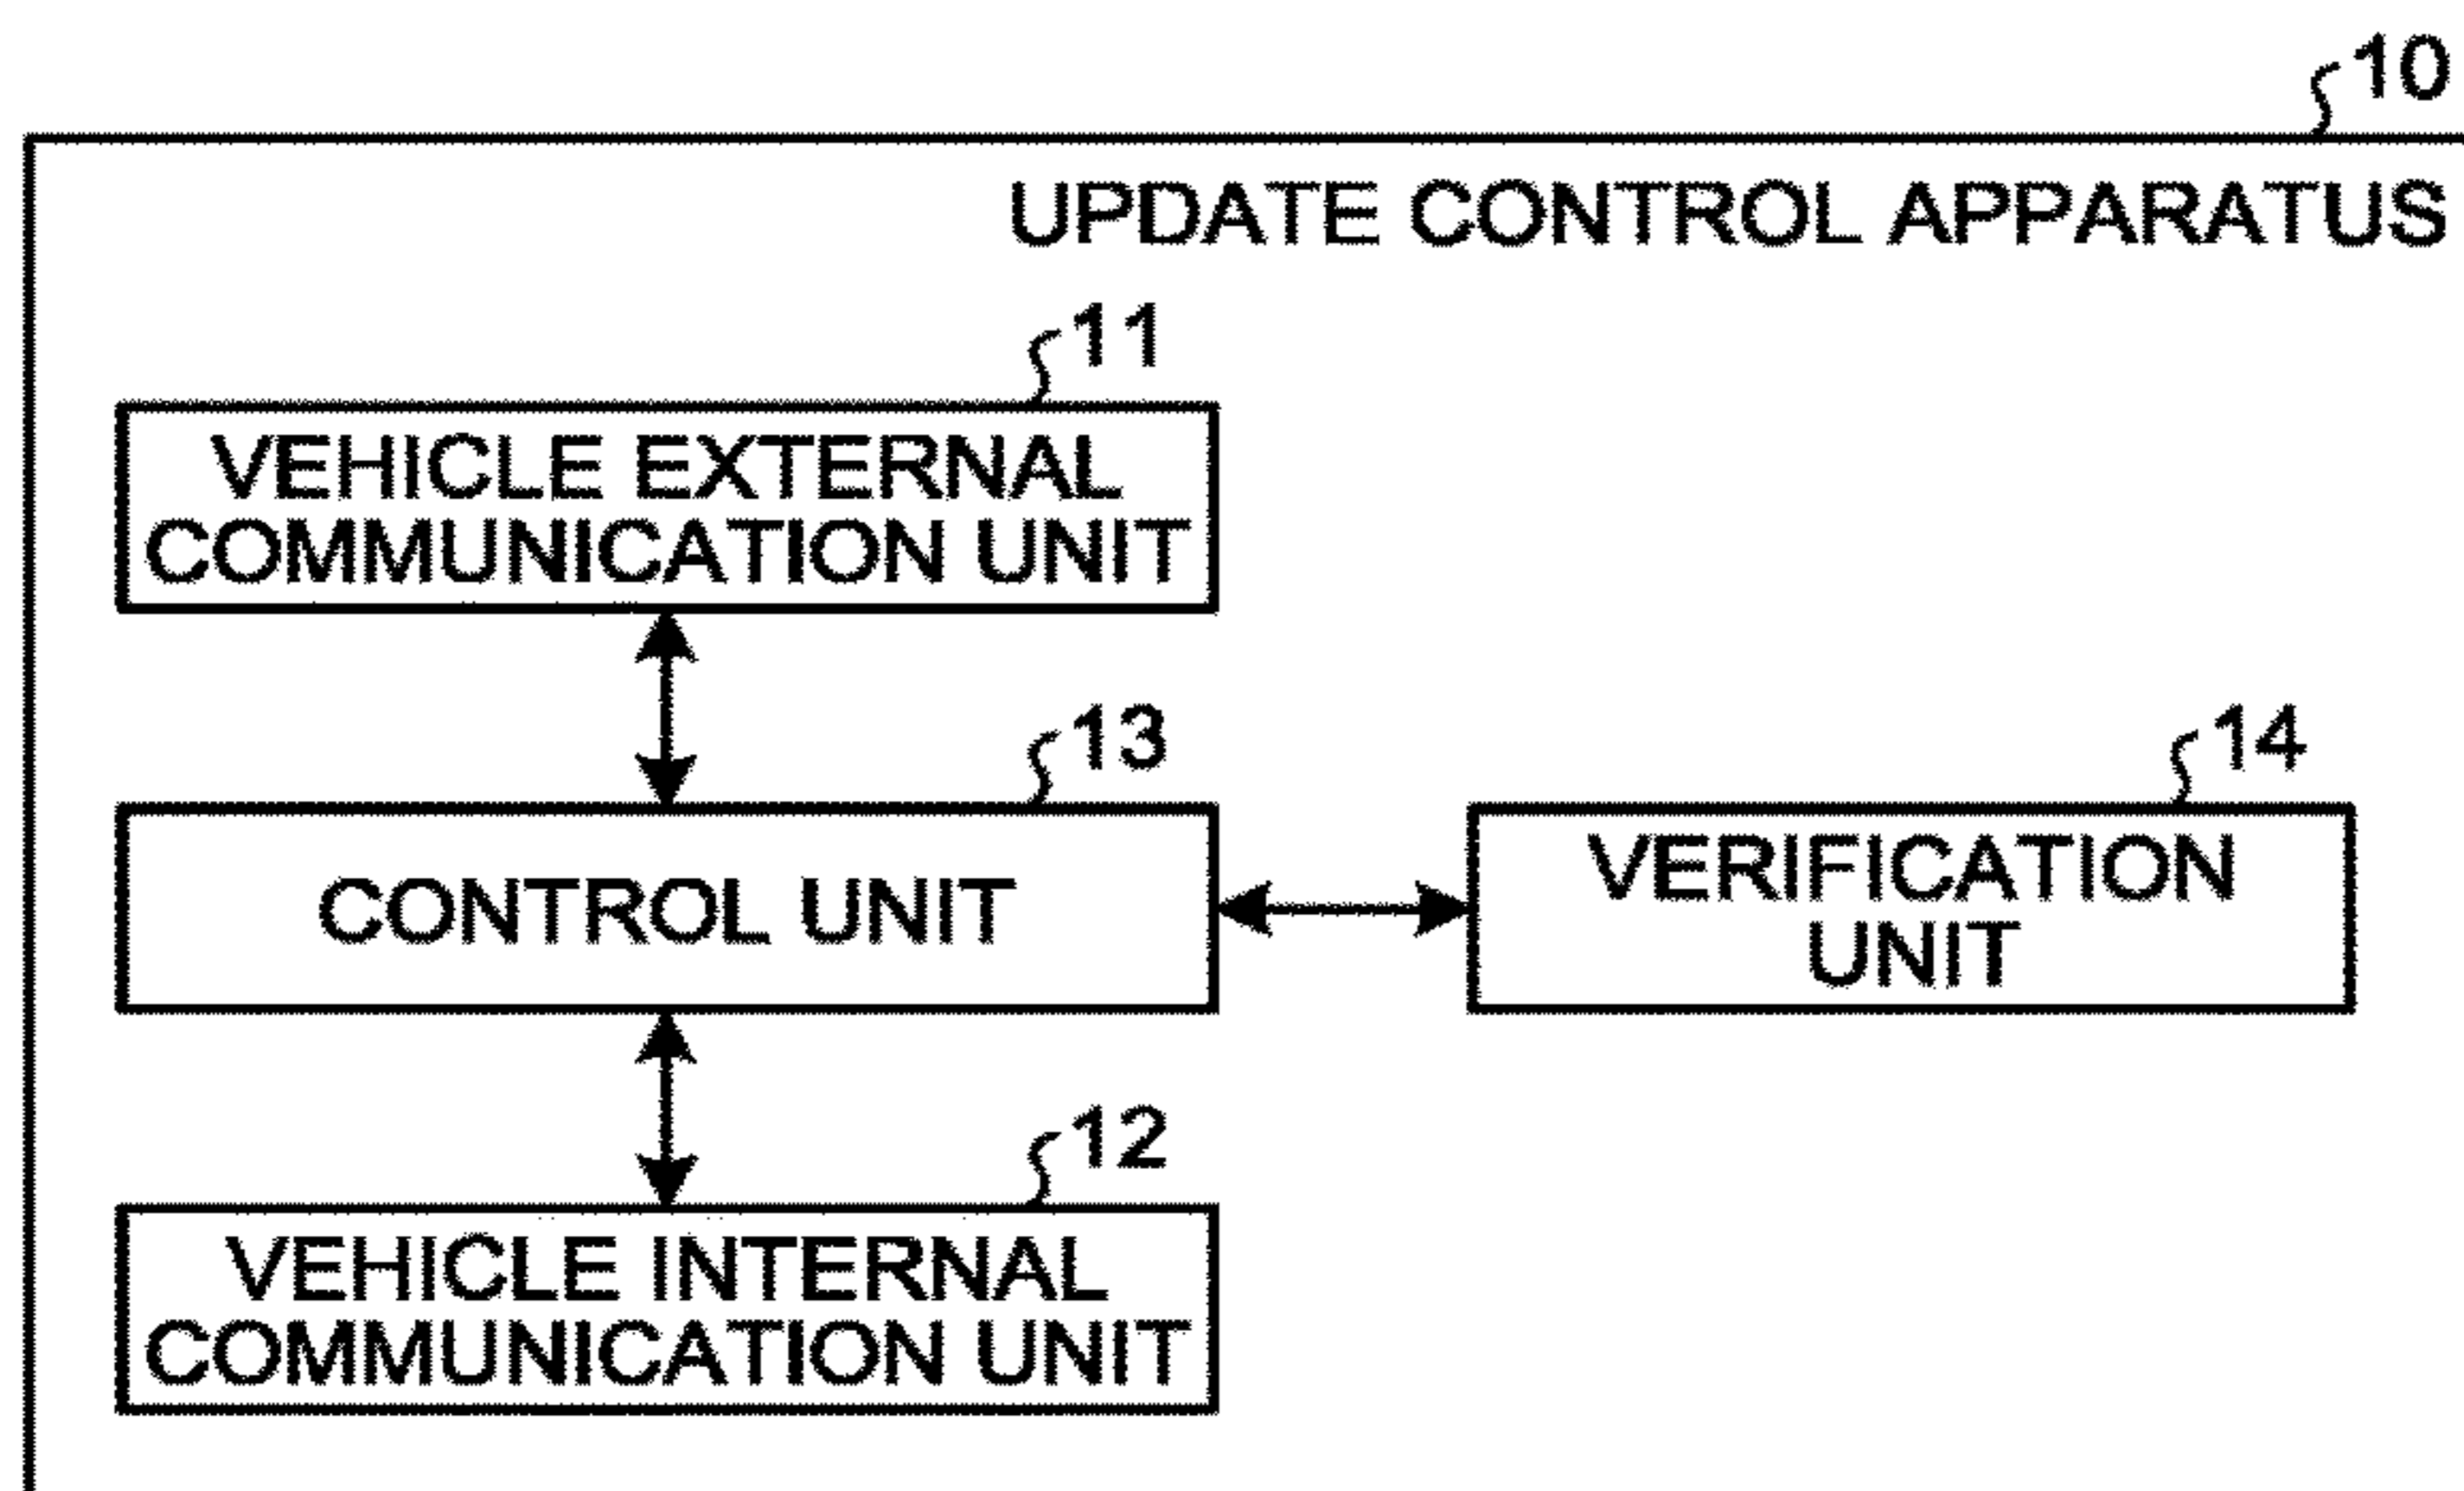 10
UPDATE CONTROL APPARATUS
11
VEHICLE EXTERNAL
COMMUNICATION UNIT
13
CONTROL UNIT
14
VERIFICATION
UNIT
12
VEHICLE INTERNAL
COMMUNICATION UNIT